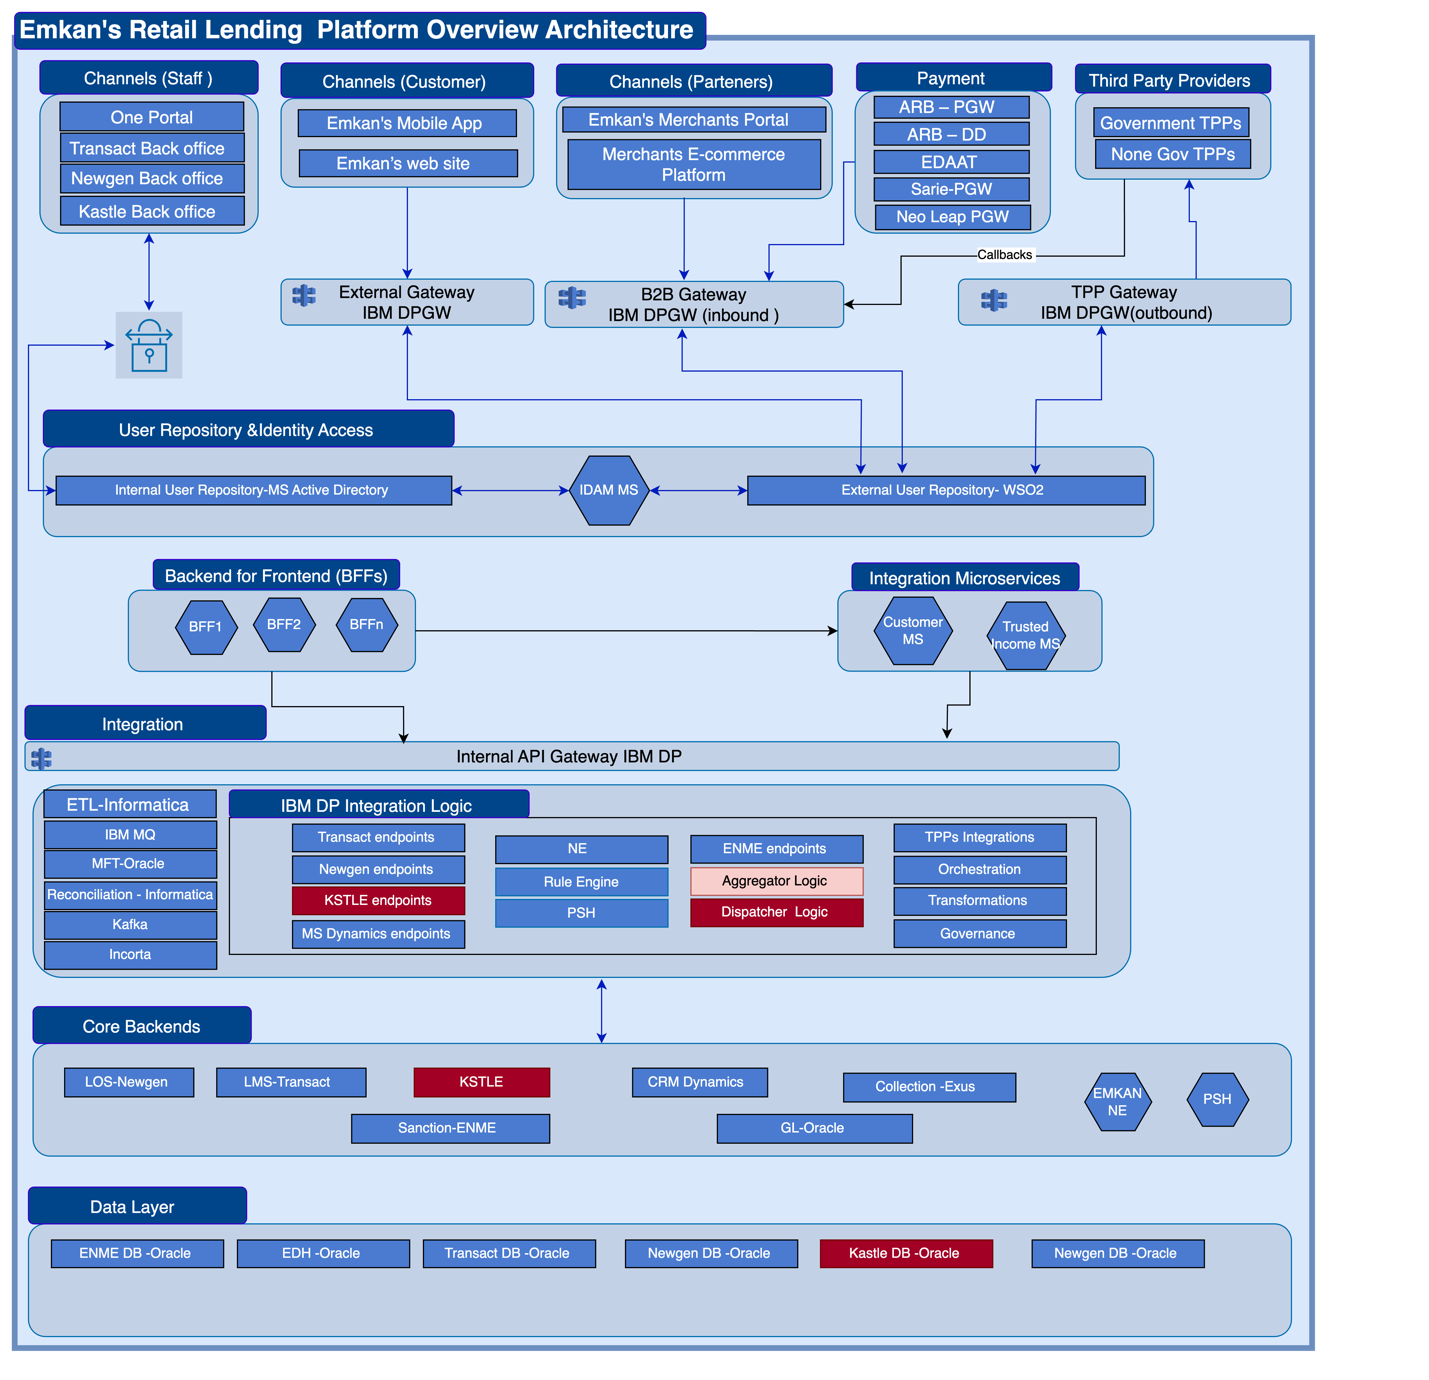 Emkan's Retail Lending  Platform Overview Architecture
Channels (Staff )
One Portal
Transact Back office
Newgen Back office
Kastle Back office
Channels (Customer)
Emkan's Mobile App
Emkan's web site
Channels (Parteners)
Emkan's Merchants Portal
Merchants E-commerce
Platform
Payment
ARB – PGW
ARB – DD
EDAAT
Sarie-PGW
Neo Leap PGW
Third Party Providers
Government TPPs
None Gov TPPs
Callbacks
External Gateway
IBM DPGW
B2B Gateway
IBM DPGW (inbound )
TPP Gateway
IBM DPGW(outbound)
User Repository &Identity Access
Internal User Repository-MS Active Directory
IDAM MS
External User Repository- WSO2
Backend for Frontend (BFFs)
BFF1
BFF2
BFFn
Integration Microservices
Customer
MS
Trusted
Income MS
Integration
Internal API Gateway IBM DP
ETL-Informatica
IBM MQ
MFT-Oracle
Reconciliation - Informatica
Kafka
Incorta
IBM DP Integration Logic
Transact endpoints
Newgen endpoints
KSTLE endpoints
MS Dynamics endpoints
NE
Rule Engine
PSH
ENME endpoints
Aggregator Logic
Dispatcher  Logic
TPPs Integrations
Orchestration
Transformations
Governance
Core Backends
LOS-Newgen
LMS-Transact
KSTLE
CRM Dynamics
Collection -Exus
EMKAN
NE
PSH
Sanction-ENME
GL-Oracle
Data Layer
ENME DB -Oracle
EDH -Oracle
Transact DB -Oracle
Newgen DB -Oracle
Kastle DB -Oracle
Newgen DB -Oracle